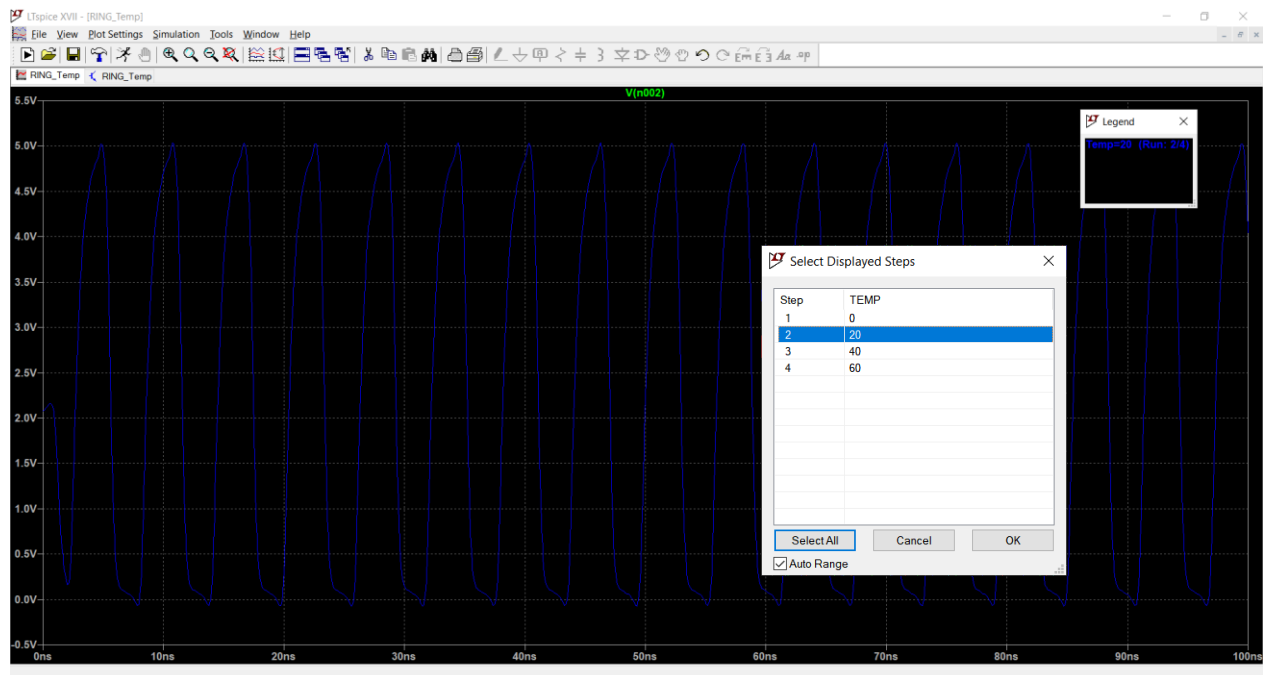 LTspice XVII - [RING_Temp]
File View Plot Settings Simulation Tools Window Help
RING_Temp RING_Temp
V(n002)
5.5V
5.0V
4.5V
4.0V
3.5V
3.0V
2.5V
2.0V
1.5V
1.0V
0.5V
0.0V
-0.5V
0ns 10ns 20ns 30ns 40ns 50ns 60ns 70ns 80ns 90ns 100ns
Legend
Temp=20 (Run: 2/4)
Select Displayed Steps
Step TEMP
1 0
2 20
3 40
4 60
Select All Cancel OK
Auto Range